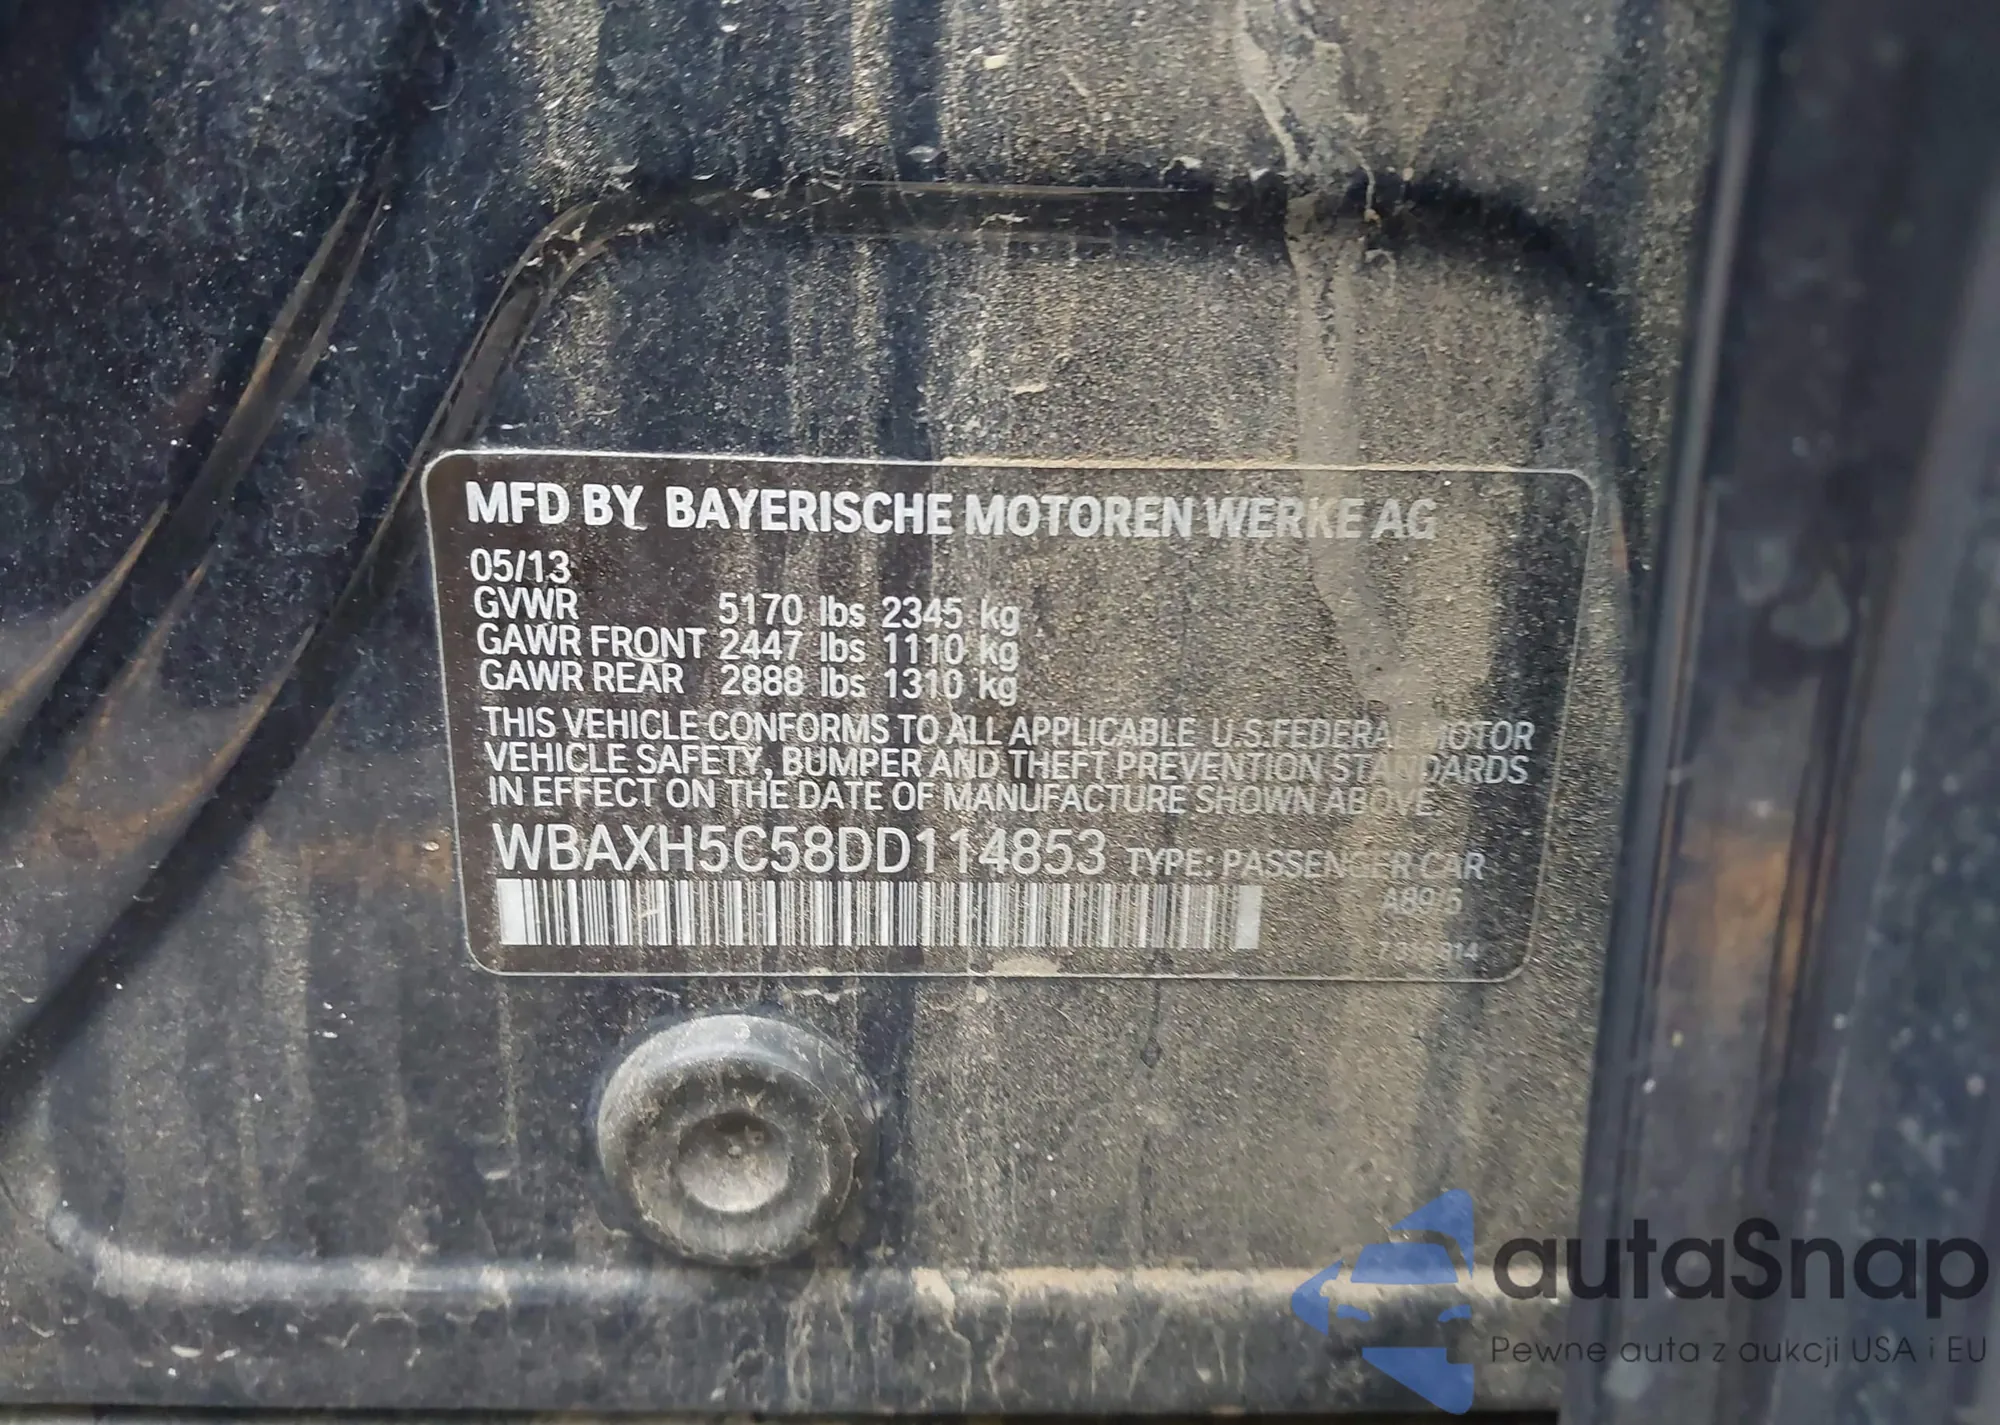 MFD BY BAYERISCHE MOTOREN WERKE AG
05/13
GVWR 5170 lbs 2345 kg
GAWR FRONT 2447 lbs 1110 kg
GAWR REAR 2888 lbs 1310 kg
THIS VEHICLE CONFORMS TO ALL APPLICABLE U.S.FEDERAL MOTOR
VEHICLE SAFETY, BUMPER AND THEFT PREVENTION STANDARDS
IN EFFECT ON THE DATE OF MANUFACTURE SHOWN ABOVE.
WBAXH5C58DD114853 TYPE: PASSENGER CAR
autaSnap
Pewne auta z aukcji USA i EU